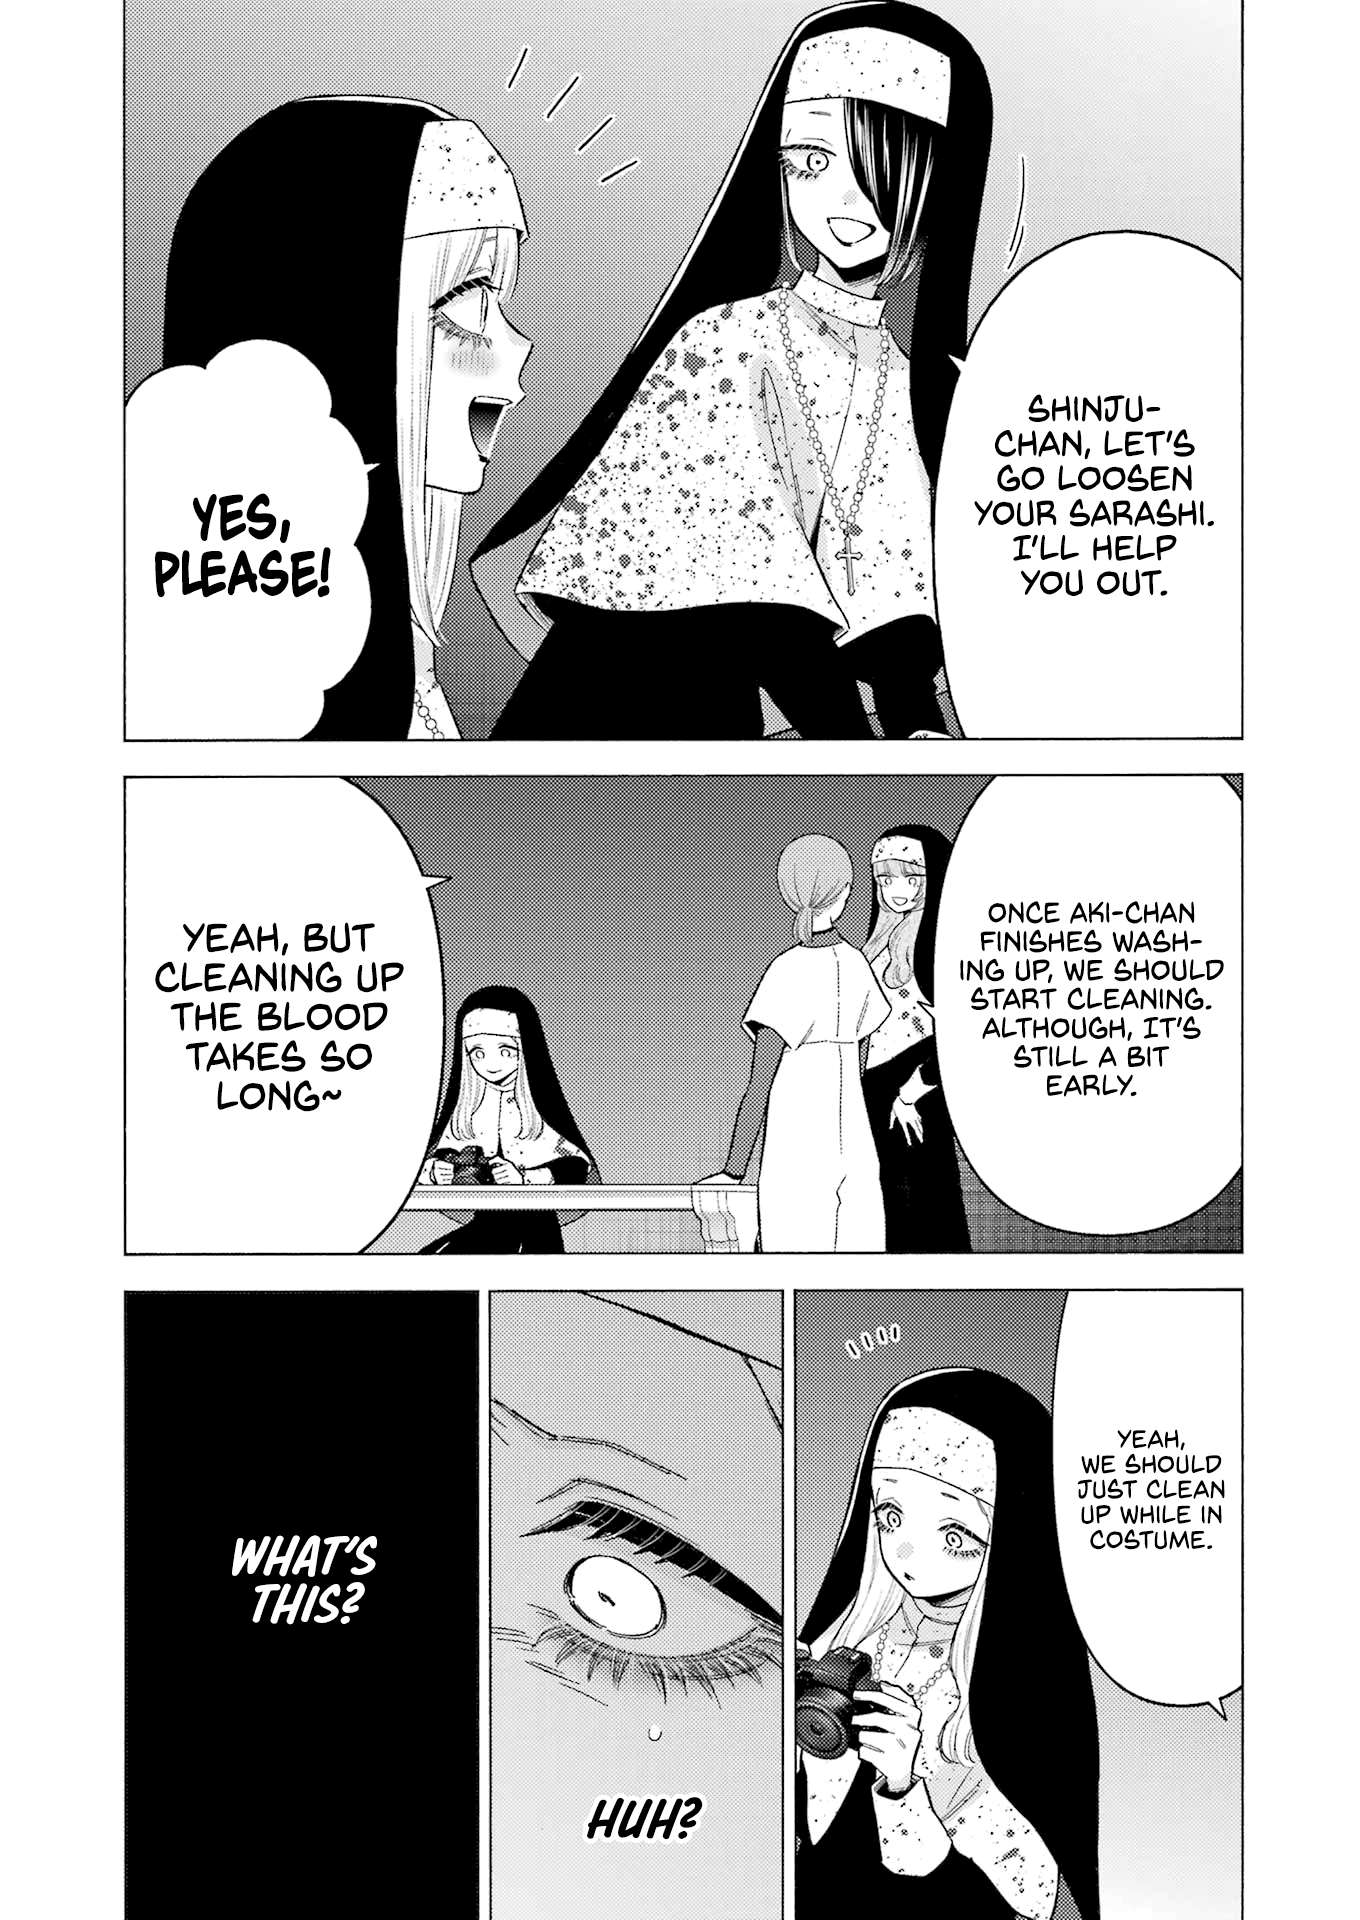 SHINJU-
CHAN, LET'S
GO LOOSEN
YOUR SARASHI.
I'LL HELP
YOU OUT.
YES,
PLEASE!
ONCE AKI-CHAN
FINISHES WASH-
ING UP, WE SHOULD
START CLEANING.
ALTHOUGH, IT'S
STILL A BIT
EARLY.
YEAH, BUT
CLEANING UP
THE BLOOD
TAKES SO
LONG~
YEAH,
WE SHOULD
JUST CLEAN
UP WHILE IN
COSTUME.
HUH?
WHAT'S
THIS?